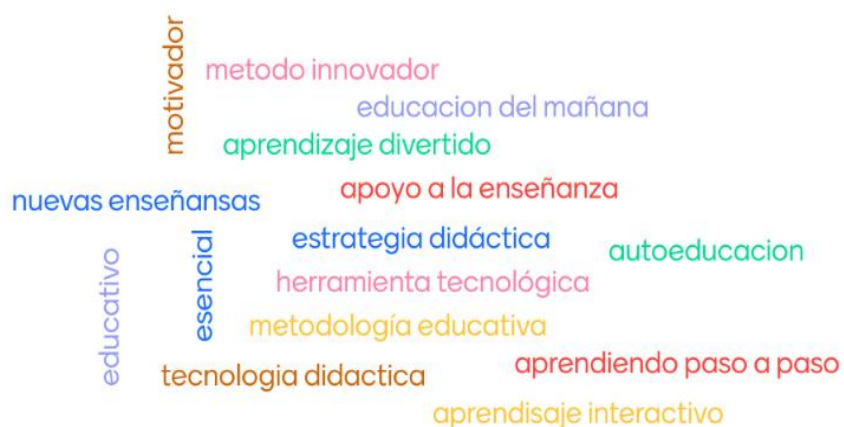 motivador
metodo innovador
educacion del mañana
aprendizaje divertido
apoyo a la enseñanza
nuevas enseñansas
estrategia didáctica
autoeducacion
esencial
educativo
herramienta tecnológica
metodología educativa
aprendiendo paso a paso
tecnologia didactica
aprendisaje interactivo